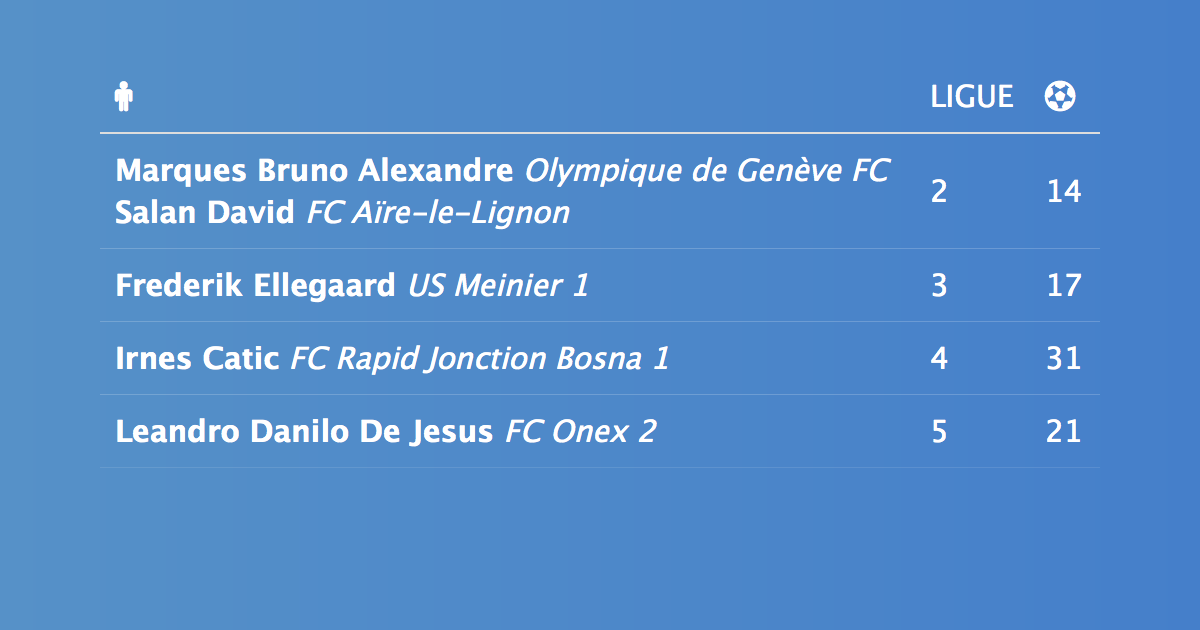 LIGUE
Marques Bruno Alexandre Olympique de Genève FC
Salan David FC Aïre-le-Lignon
2 14
Frederik Ellegaard US Meinier 1 3 17
Irnes Catic FC Rapid Jonction Bosna 1 4 31
Leandro Danilo De Jesus FC Onex 2 5 21